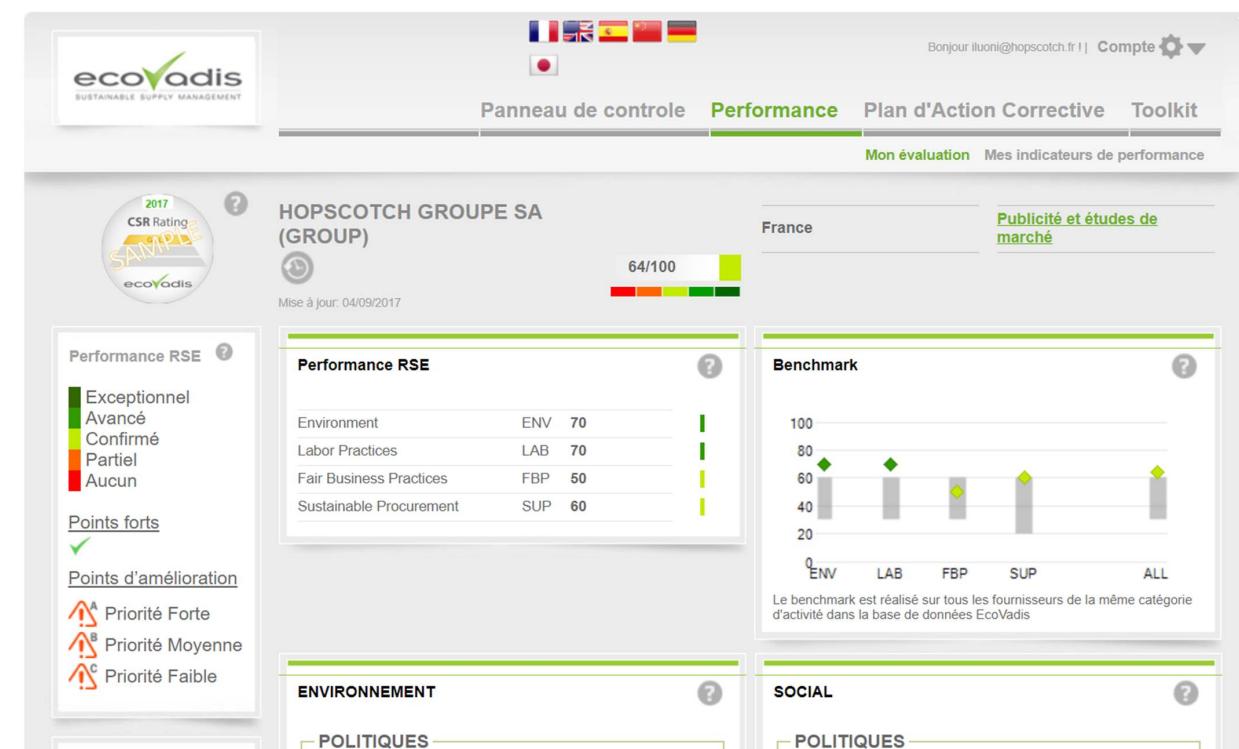 ecovadis
SUSTAINABLE SUPPLY MANAGEMENT
Bonjour iluoni@hopscotch.fr ! | Compte
Panneau de controle Performance Plan d'Action Corrective Toolkit
Mon évaluation Mes indicateurs de performance
2017
CSR Rating
SAMPLE
ecovadis
?
HOPSCOTCH GROUPE SA
(GROUP)
64/100
Mise à jour: 04/09/2017
France
Publicité et études de
marché
Performance RSE ?
Exceptionnel
Avancé
Confirmé
Partiel
Aucun
Points forts
Points d'amélioration
A Priorité Forte
B Priorité Moyenne
C Priorité Faible
Performance RSE ?
Environment ENV 70
Labor Practices LAB 70
Fair Business Practices FBP 50
Sustainable Procurement SUP 60
Benchmark ?
100
80
60
40
20
0
ENV LAB FBP SUP ALL
Le benchmark est réalisé sur tous les fournisseurs de la même catégorie
d'activité dans la base de données EcoVadis
ENVIRONNEMENT ?
POLITIQUES
SOCIAL ?
POLITIQUES